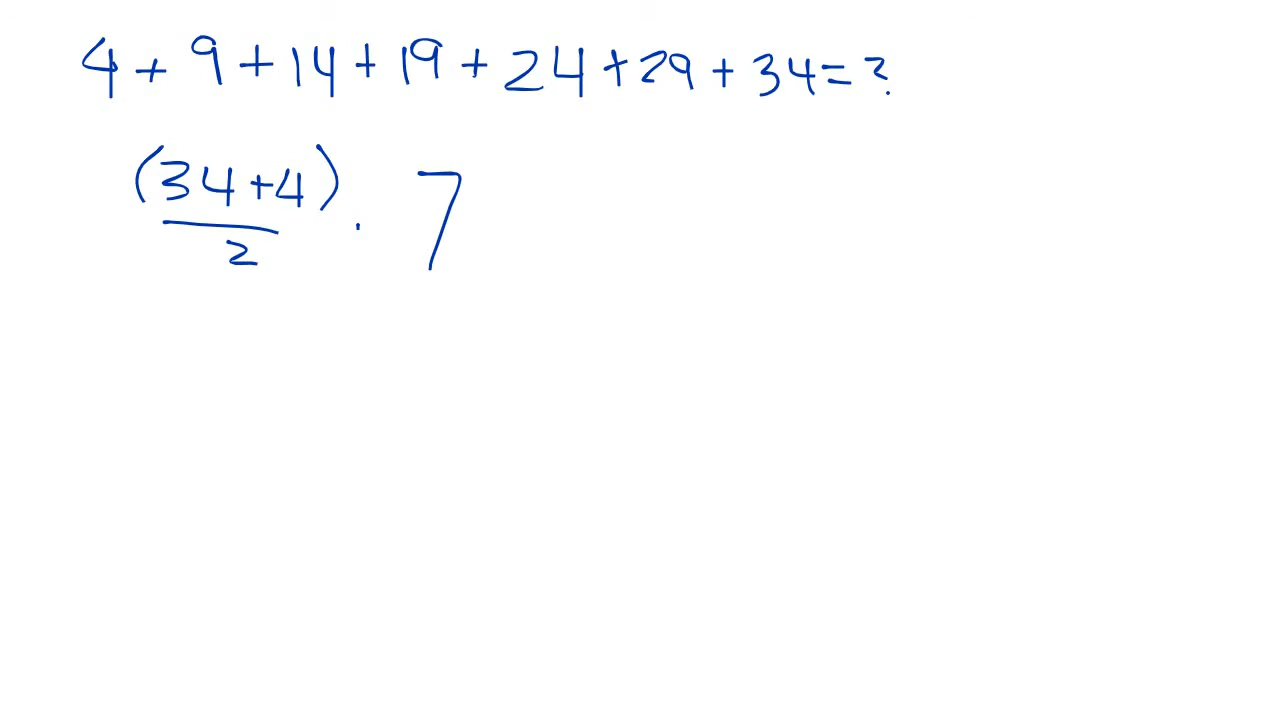 4 + 9 + 14 + 19 + 24 + 29 + 34 = ?
(34+4)
2
· 7